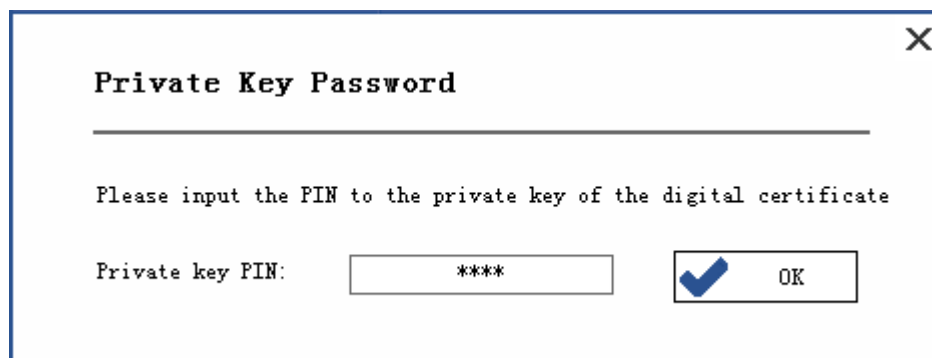 Private Key Password
Please input the PIN to the private key of the digital certificate
Private key PIN: **** OK